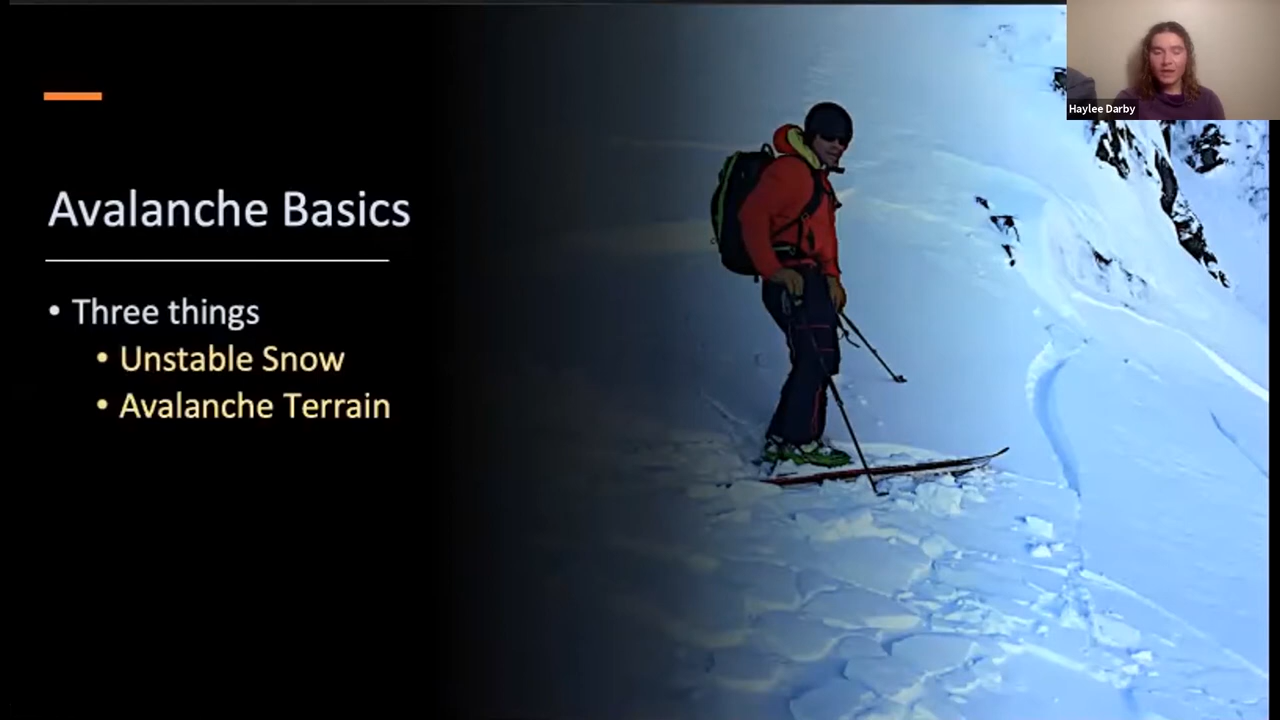 Haylee Darby
Avalanche Basics
• Three things
• Unstable Snow
• Avalanche Terrain